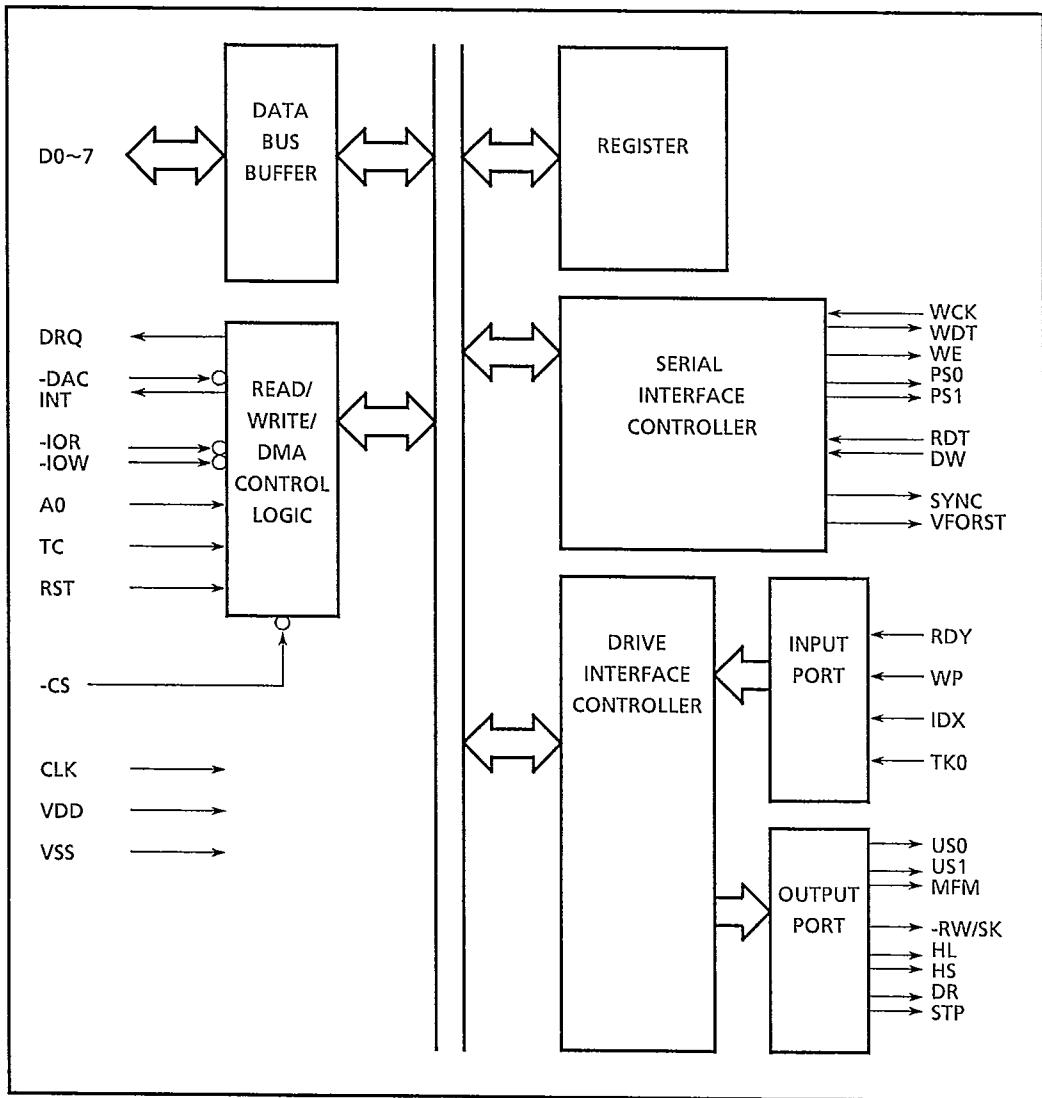 D0~7
DATA
BUS
BUFFER
REGISTER
DRQ
-DAC
INT
-IOR
-IOW
A0
TC
RST
-CS
READ/
WRITE/
DMA
CONTROL
LOGIC
CLK
VDD
VSS
SERIAL
INTERFACE
CONTROLLER
WCK
WDT
WE
PS0
PS1
RDT
DW
SYNC
VFORST
DRIVE
INTERFACE
CONTROLLER
INPUT
PORT
RDY
WP
IDX
TK0
OUTPUT
PORT
US0
US1
MFM
-RW/SK
HL
HS
DR
STP